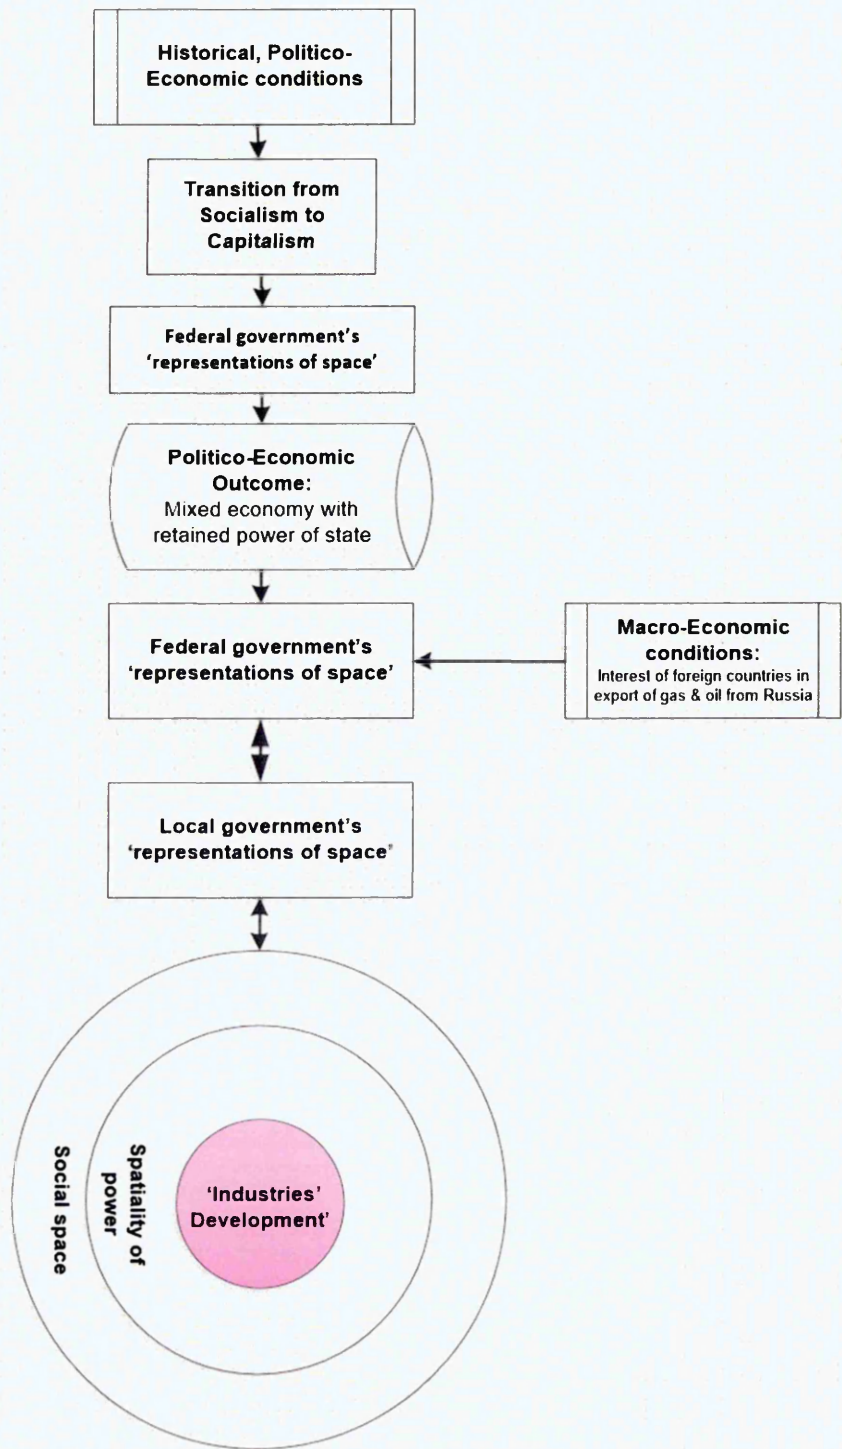 Historical, Politico-
Economic conditions
Transition from
Socialism to
Capitalism
Federal government's
‘representations of space’
Politico-Economic
Outcome:
Mixed economy with
retained power of state
Federal government's
‘representations of space’
Macro-Economic
conditions:
Interest of foreign countries in
export of gas & oil from Russia
Local government's
‘representations of space’
Social space
Spatiality of
power
‘Industries’
Development’